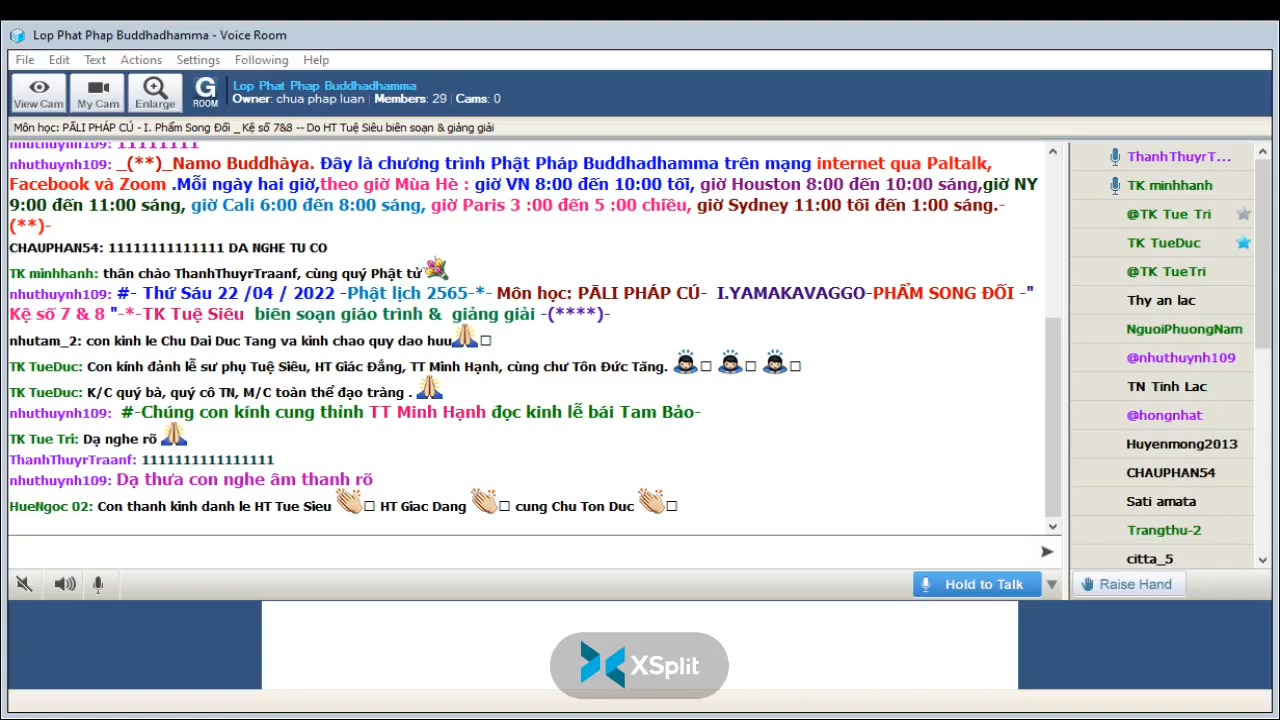 Lop Phat Phap Buddhadhamma - Voice Room
File Edit Text Actions Settings Following Help
View Cam My Cam Enlarge G ROOM
Lop Phat Phap Buddhadhamma
Owner: chua phap luan | Members: 29 | Cams: 0
Môn học: PĀLI PHÁP CÚ - I. Phẩm Song Đối _ Kệ số 7&8 -- Do HT Tuệ Siêu biên soạn & giảng giải
nhuthuynh109: 11111111
nhuthuynh109: _(**)_Namo Buddhàya. Đây là chương trình Phật Pháp Buddhadhamma trên mạng internet qua Paltalk,
Facebook và Zoom .Mỗi ngày hai giờ,theo giờ Mùa Hè : giờ VN 8:00 đến 10:00 tối, giờ Houston 8:00 đến 10:00 sáng,giờ NY
9:00 đến 11:00 sáng, giờ Cali 6:00 đến 8:00 sáng, giờ Paris 3 :00 đến 5 :00 chiều, giờ Sydney 11:00 tối đến 1:00 sáng.-
(**)-
CHAUPHAN54: 11111111111111 DA NGHE TU CO
TK minhhanh: thân chào ThanhThuyrTraanf, cùng quý Phật tử
nhuthuynh109: #- Thứ Sáu 22 /04 / 2022 -Phật lịch 2565-*- Môn học: PĀLI PHÁP CÚ- I.YAMAKAVAGGO-PHẨM SONG ĐỐI -"
Kệ số 7 & 8 "-*-TK Tuệ Siêu biên soạn giáo trình & giảng giải -(****)-
nhutam_2: con kinh le Chu Dai Duc Tang va kinh chao quy dao huu
TK TueDuc: Con kính đảnh lễ sư phụ Tuệ Siêu, HT Giác Đẳng, TT Minh Hạnh, cùng chư Tôn Đức Tăng.
TK TueDuc: K/C quý bà, quý cô TN, M/C toàn thể đạo tràng .
nhuthuynh109: #-Chúng con kính cung thỉnh TT Minh Hạnh đọc kinh lễ bái Tam Bảo-
TK Tue Tri: Dạ nghe rõ
ThanhThuyrTraanf: 1111111111111111
nhuthuynh109: Dạ thưa con nghe âm thanh rõ
HueNgoc 02: Con thanh kinh danh le HT Tue Sieu HT Giac Dang cung Chu Ton Duc
ThanhThuyrT...
TK minhhanh
@TK Tue Tri
TK TueDuc
@TK TueTri
Thy an lac
NguoiPhuongNam
@nhuthuynh109
TN Tinh Lac
@hongnhat
Huyenmong2013
CHAUPHAN54
Sati amata
Trangthu-2
citta_5
Hold to Talk
Raise Hand
XSplit